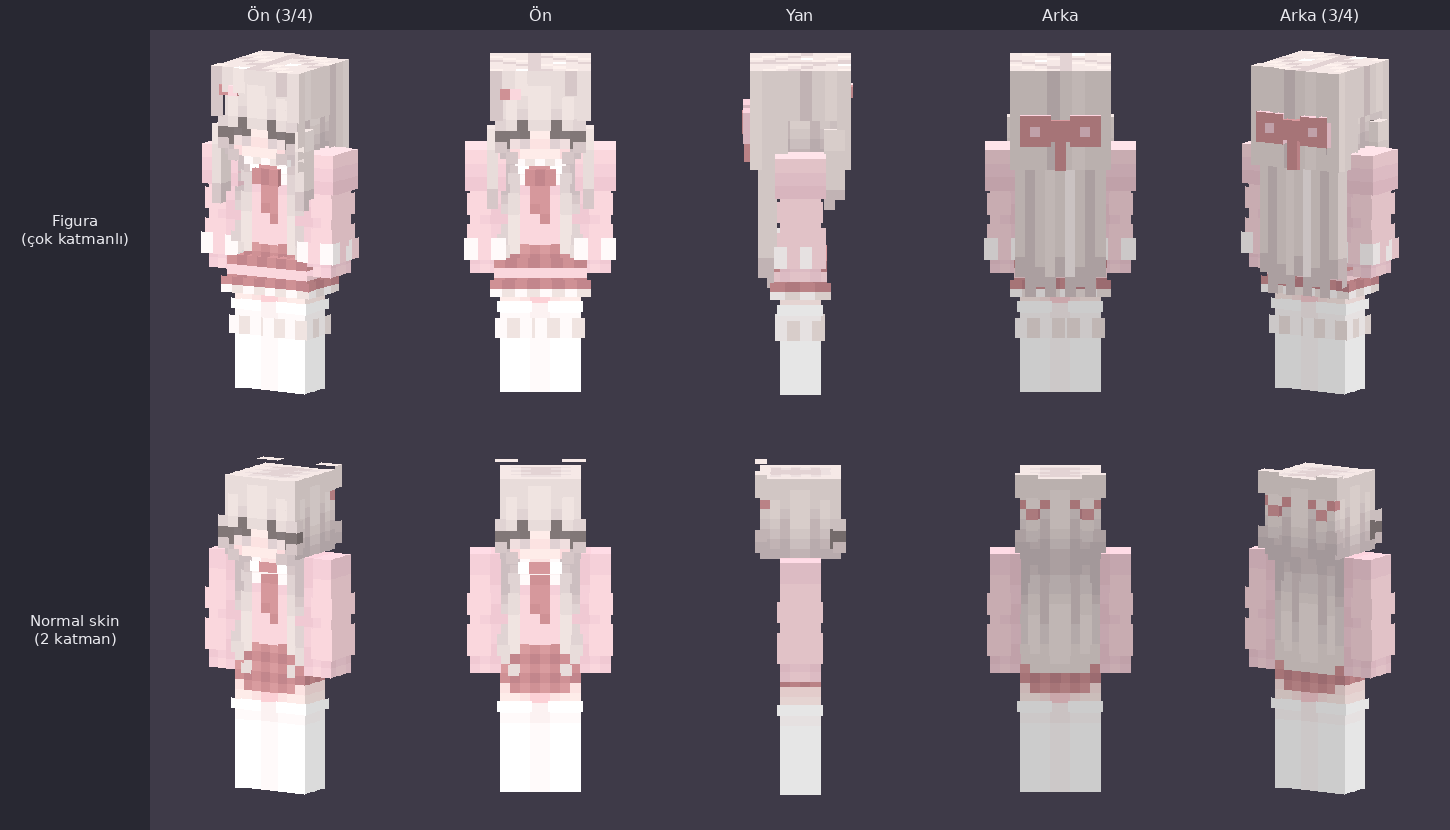 Ön (3/4)
Ön
Yan
Arka
Arka (3/4)
Figura
(çok katmanlı)
Normal skin
(2 katman)